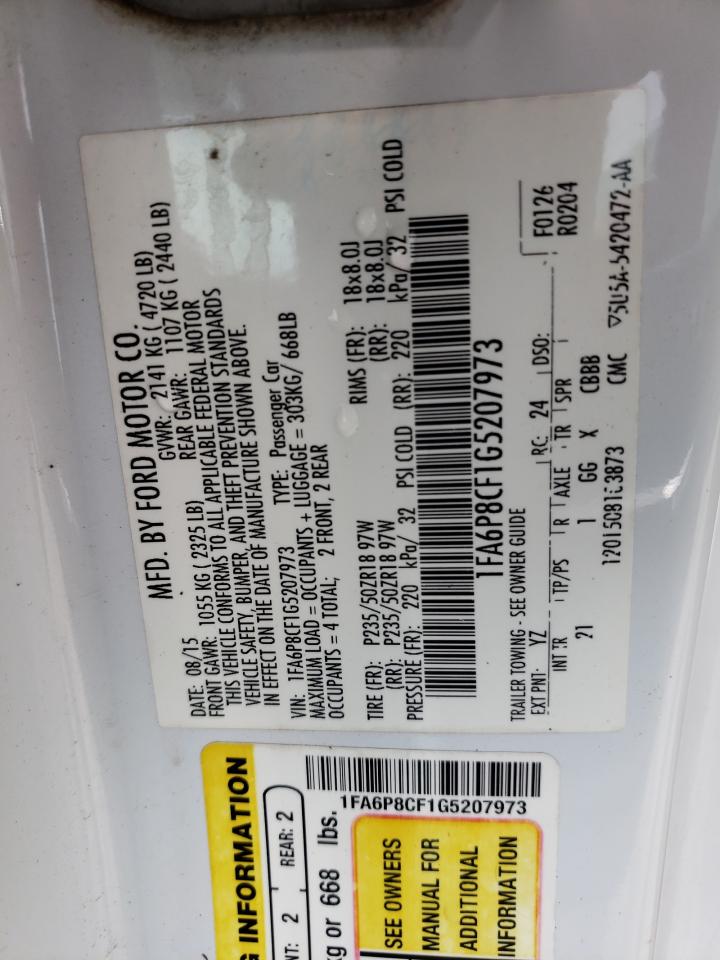 MFD. BY FORD MOTOR CO.
DATE: 08/15 GVWR: 2141 KG ( 4720 LB)
FRONT GAWR: 1055 KG ( 2325 LB) REAR GAWR: 1107 KG ( 2440 LB)
THIS VEHICLE CONFORMS TO ALL APPLICABLE FEDERAL MOTOR
VEHICLE SAFETY, BUMPER, AND THEFT PREVENTION STANDARDS
IN EFFECT ON THE DATE OF MANUFACTURE SHOWN ABOVE.
VIN: 1FA6P8CF1G5207973 TYPE: Passenger Car
MAXIMUM LOAD = OCCUPANTS + LUGGAGE = 303KG/ 668LB
OCCUPANTS = 4 TOTAL; 2 FRONT, 2 REAR
TIRE (FR): P235/50ZR18 97W RIMS (FR): 18x8.0J
(RR): P235/50ZR18 97W (RR): 18x8.0J
PRESSURE (FR): 220 kPa/ 32 PSI COLD (RR): 220 kPa/ 32 PSI COLD
1FA6P8CF1G5207973
TRAILER TOWING - SEE OWNER GUIDE
EXT PNT: YZ RC: 24 DSO: F0126
INT TR TP/PS R AXLE TR SPR R0204
21 1 GG X CBBB
CMC
5420472-AA
G INFORMATION
2 REAR: 2
kg or 668 lbs.
1FA6P8CF1G5207973
SEE OWNERS
MANUAL FOR
ADDITIONAL
INFORMATION